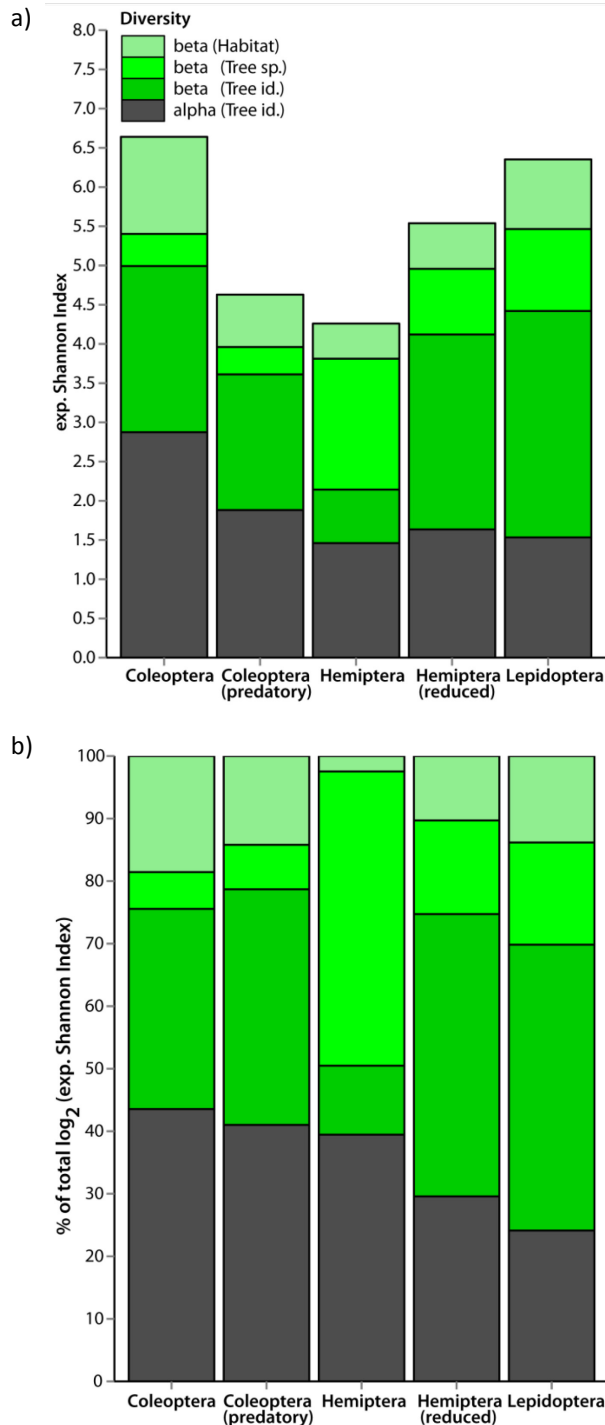 a)
Diversity
beta (Habitat)
beta (Tree sp.)
beta (Tree id.)
alpha (Tree id.)
8.0
7.5
7.0
6.5
6.0
5.5
5.0
4.5
4.0
3.5
3.0
2.5
2.0
1.5
1.0
0.5
0.0
exp. Shannon Index
Coleoptera
Coleoptera
(predatory)
Hemiptera
Hemiptera
(reduced)
Lepidoptera
b)
100
90
80
70
60
50
40
30
20
10
0
% of total log2 (exp. Shannon Index)
Coleoptera
Coleoptera
(predatory)
Hemiptera
Hemiptera
(reduced)
Lepidoptera